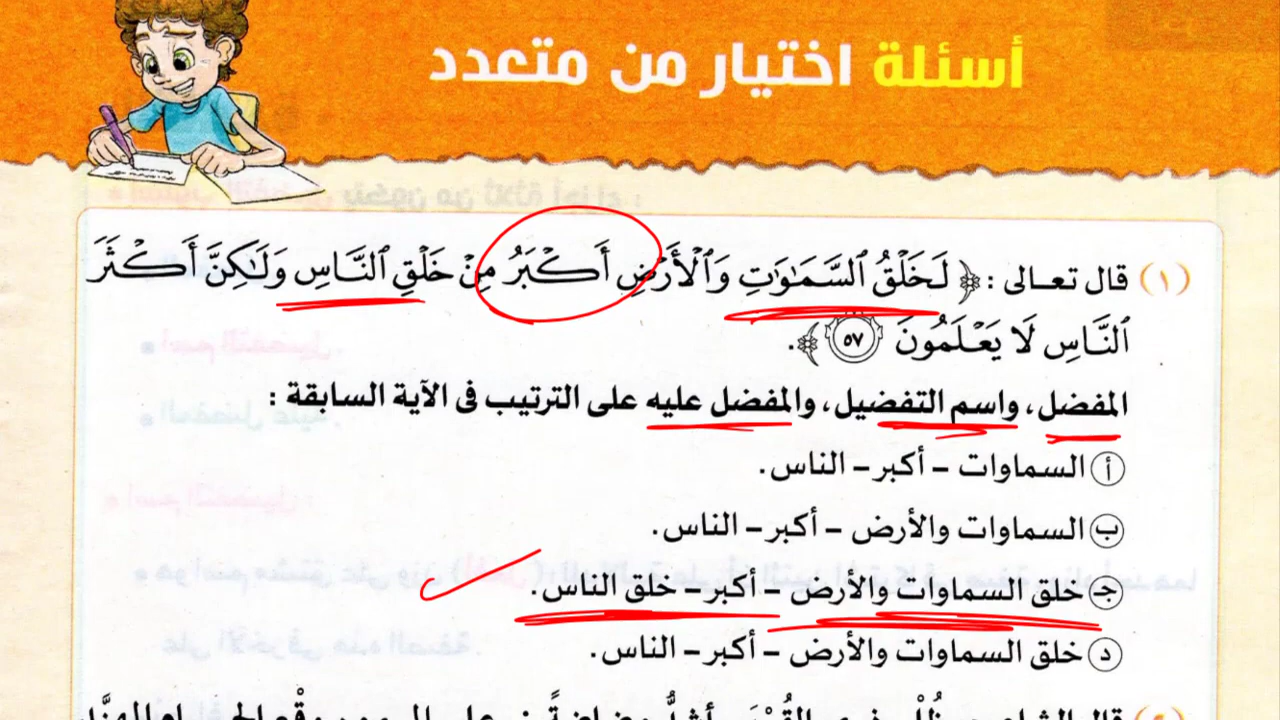 أسئلة اختيار من متعدد
(١) قال تعالى : ﴿ لَخَلْقُ ٱلسَّمَٰوَٰتِ وَٱلْأَرْضِ أَكْبَرُ مِنْ خَلْقِ ٱلنَّاسِ وَلَٰكِنَّ أَكْثَرَ
ٱلنَّاسِ لَا يَعْلَمُونَ ٥٧ ﴾.
المفضل، واسم التفضيل، والمفضل عليه على الترتيب فى الآية السابقة :
أ السماوات – أكبر – الناس.
ب السماوات والأرض – أكبر – الناس.
جـ خلق السماوات والأرض – أكبر – خلق الناس.
د خلق السماوات والأرض – أكبر – الناس.